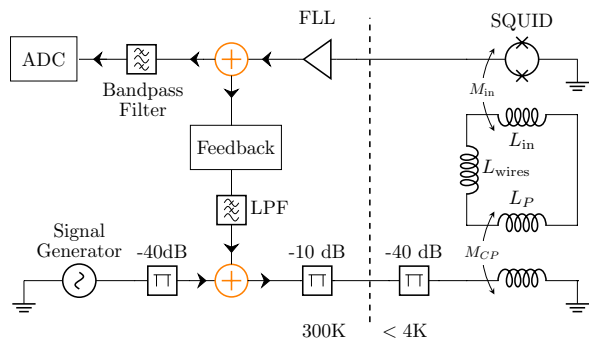 FLL
SQUID
ADC
Bandpass
Filter
M_in
L_in
Feedback
L_wires
LPF
L_P
Signal
Generator
-40dB
-10 dB
-40 dB
M_CP
300K
< 4K